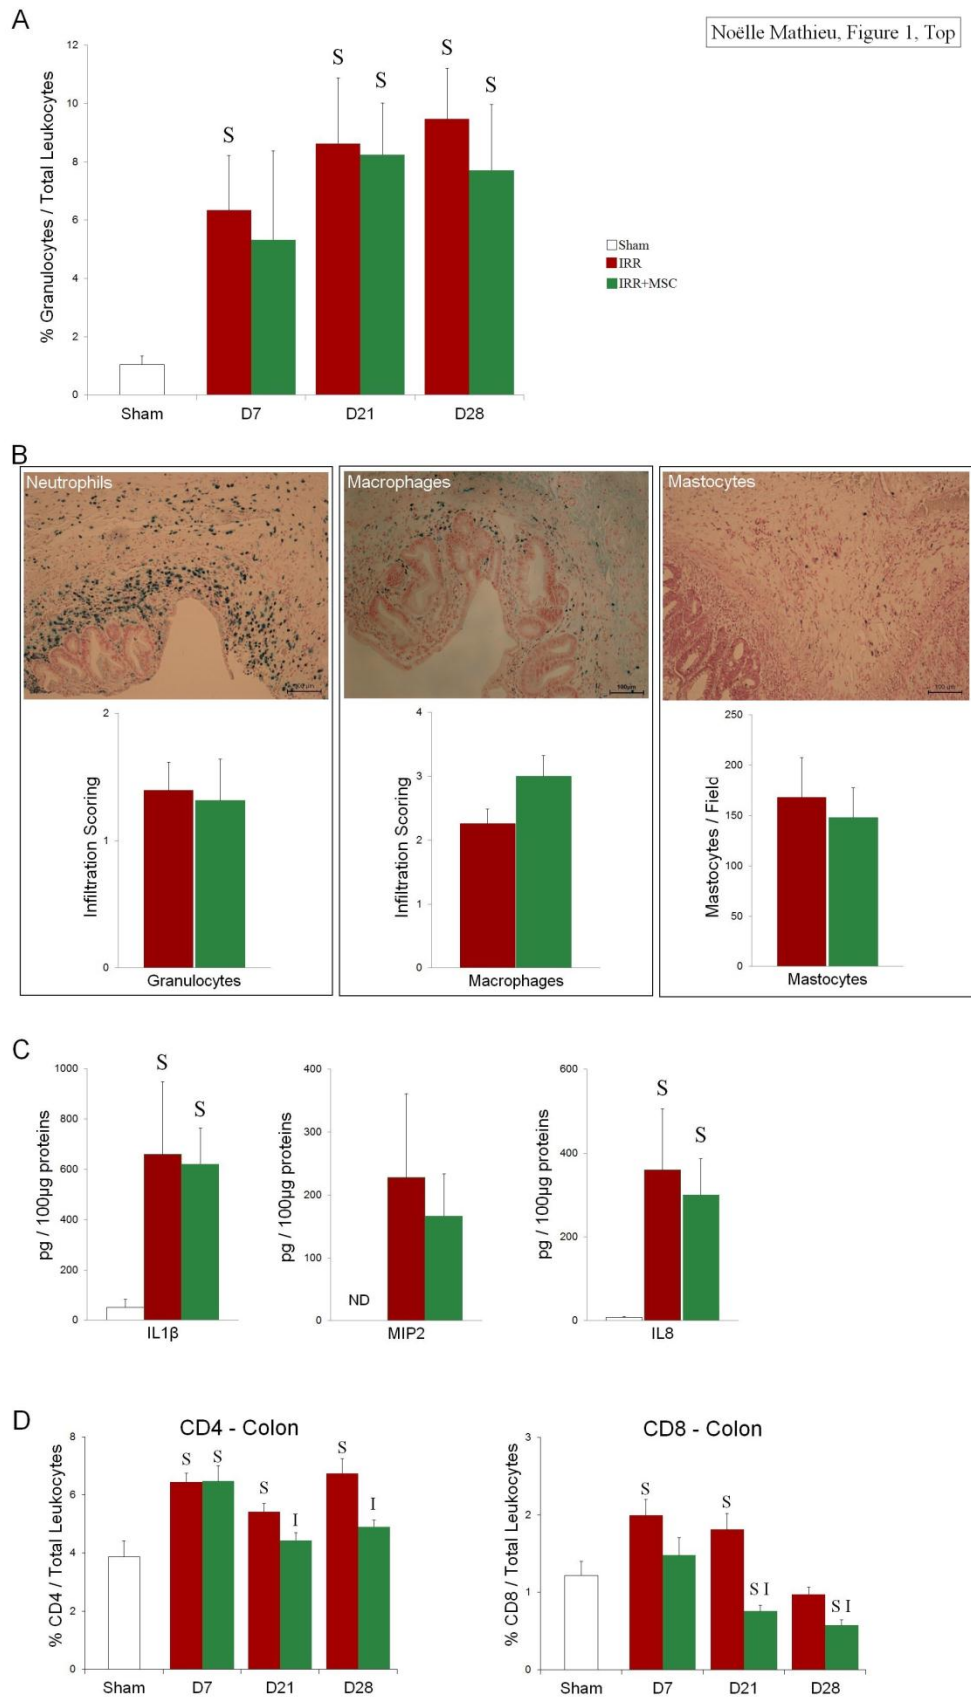 A
Noëlle Mathieu, Figure 1, Top
% Granulocytes / Total Leukocytes
12
10
8
6
4
2
0
S
S
S
S
S
Sham
D7
D21
D28
Sham
IRR
IRR+MSC
B
Neutrophils
100 µm
Infiltration Scoring
2
1
0
Granulocytes
Macrophages
100µm
Infiltration Scoring
4
3
2
1
0
Macrophages
Mastocytes
100 µm
Mastocytes / Field
250
200
150
100
50
0
Mastocytes
C
pg / 100µg proteins
1000
800
600
400
200
0
S
S
IL1β
pg / 100µg proteins
400
300
200
100
0
ND
MIP2
pg / 100µg proteins
600
400
200
0
S
S
IL8
D
CD4 - Colon
% CD4 / Total Leukocytes
8
6
4
2
0
S
S
S
I
S
I
Sham
D7
D21
D28
CD8 - Colon
% CD8 / Total Leukocytes
3
2
1
0
S
S
S I
S I
Sham
D7
D21
D28